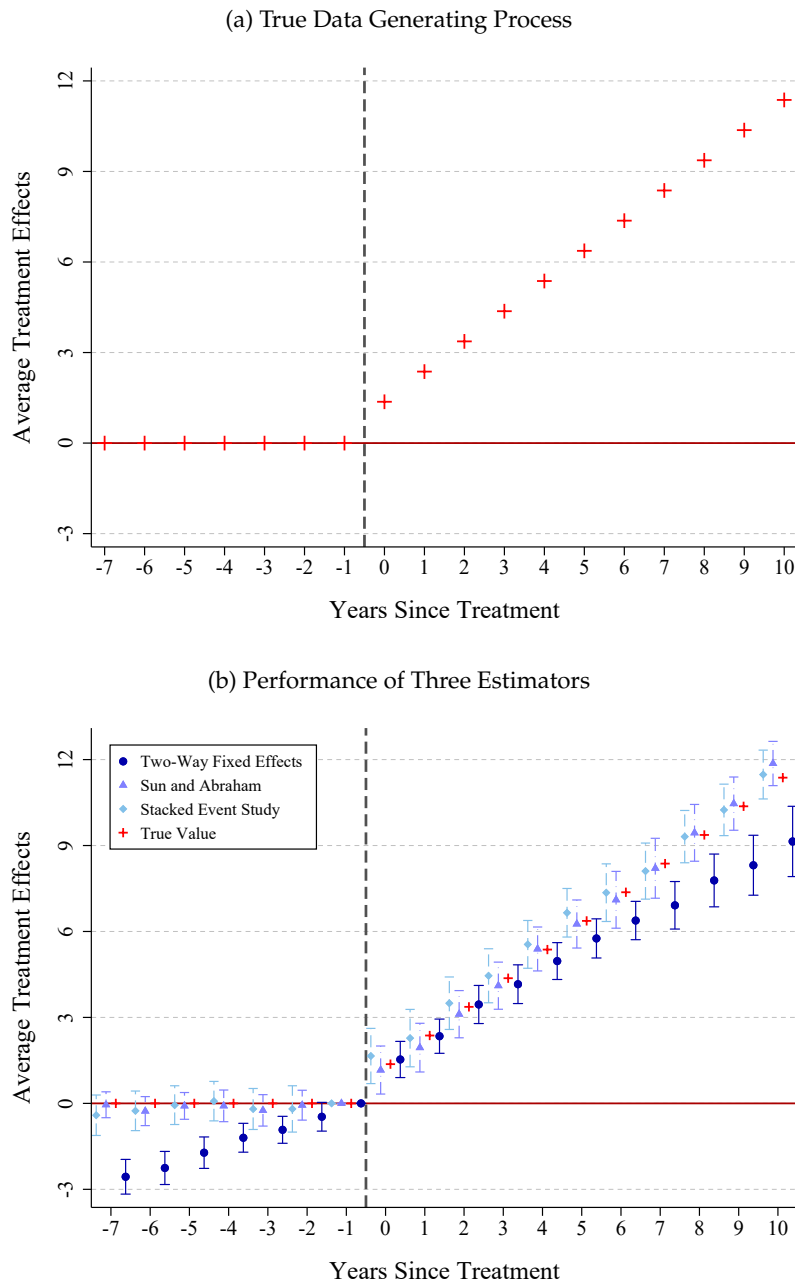 (a) True Data Generating Process
12
9
6
3
0
-3
Average Treatment Effects
-7 -6 -5 -4 -3 -2 -1 0 1 2 3 4 5 6 7 8 9 10
Years Since Treatment
(b) Performance of Three Estimators
Two-Way Fixed Effects
Sun and Abraham
Stacked Event Study
True Value
12
9
6
3
0
-3
Average Treatment Effects
-7 -6 -5 -4 -3 -2 -1 0 1 2 3 4 5 6 7 8 9 10
Years Since Treatment